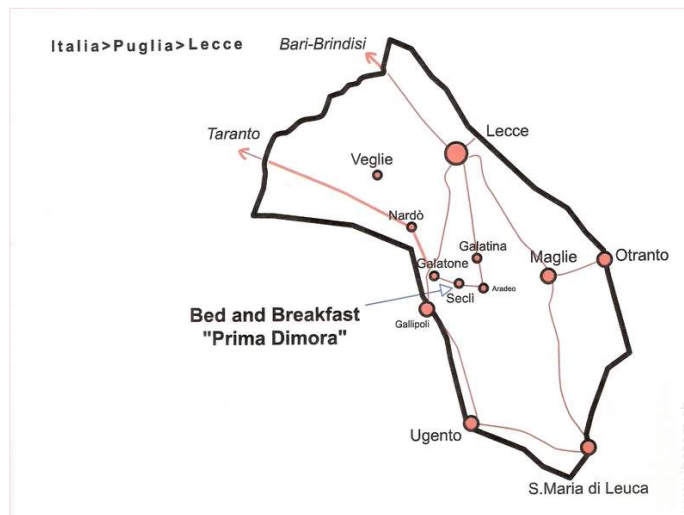 Italia>Puglia>Lecce
Bari-Brindisi
Lecce
Taranto
Veglie
Nardò
Galatina
Galatone
Maglie
Otranto
Seclì
Aradeo
Bed and Breakfast
"Prima Dimora"
Gallipoli
Ugento
S.Maria di Leuca